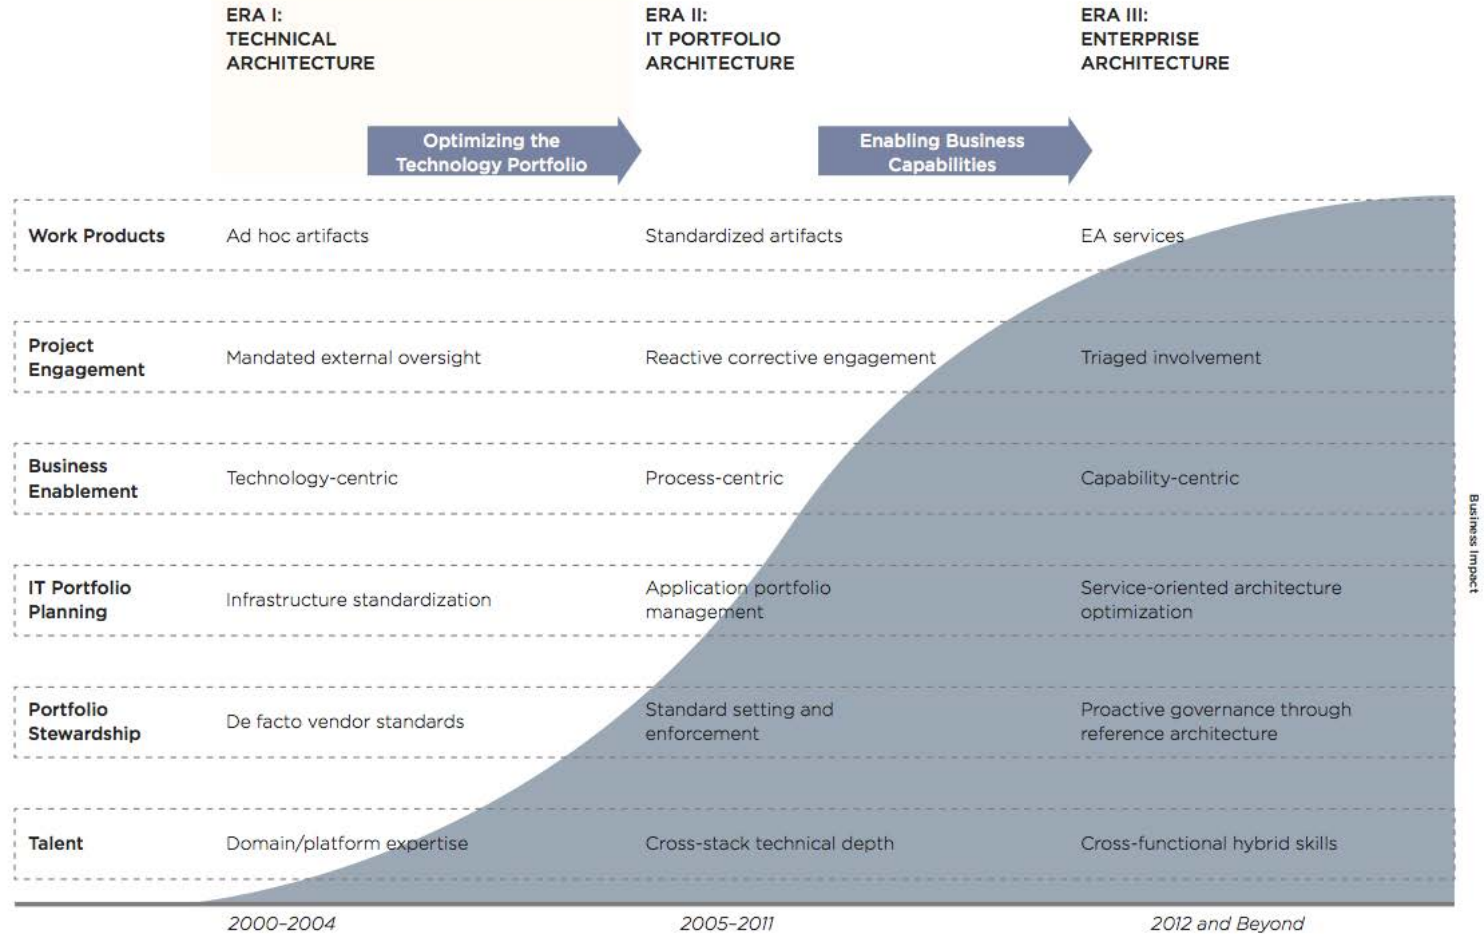 ERA I:
TECHNICAL
ARCHITECTURE
ERA II:
IT PORTFOLIO
ARCHITECTURE
ERA III:
ENTERPRISE
ARCHITECTURE
Optimizing the
Technology Portfolio
Enabling Business
Capabilities
Work Products
Ad hoc artifacts
Standardized artifacts
EA services
Project
Engagement
Mandated external oversight
Reactive corrective engagement
Triaged involvement
Business
Enablement
Technology-centric
Process-centric
Capability-centric
IT Portfolio
Planning
Infrastructure standardization
Application portfolio
management
Service-oriented architecture
optimization
Portfolio
Stewardship
De facto vendor standards
Standard setting and
enforcement
Proactive governance through
reference architecture
Talent
Domain/platform expertise
Cross-stack technical depth
Cross-functional hybrid skills
Business Impact
2000–2004
2005–2011
2012 and Beyond